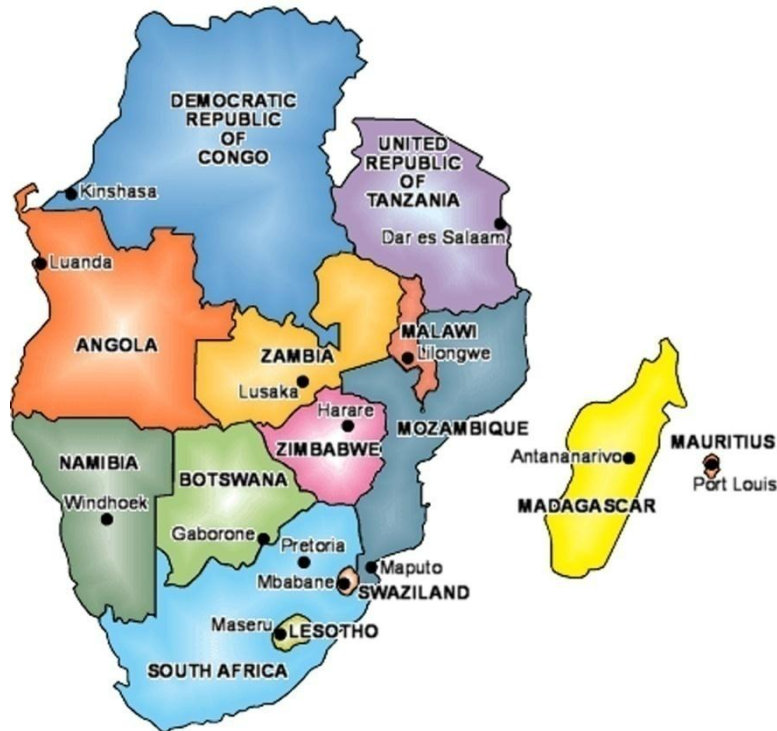 DEMOCRATIC
REPUBLIC
OF
CONGO
UNITED
REPUBLIC
OF
TANZANIA
Kinshasa
Dar es Salaam
Luanda
ANGOLA
ZAMBIA
MALAWI
Lilongwe
Lusaka
Harare
MOZAMBIQUE
ZIMBABWE
NAMIBIA
BOTSWANA
Antananarivo
MAURITIUS
Port Louis
MADAGASCAR
Windhoek
Gaborone
Pretoria
Mbabane
Maputo
SWAZILAND
Maseru
LESOTHO
SOUTH AFRICA